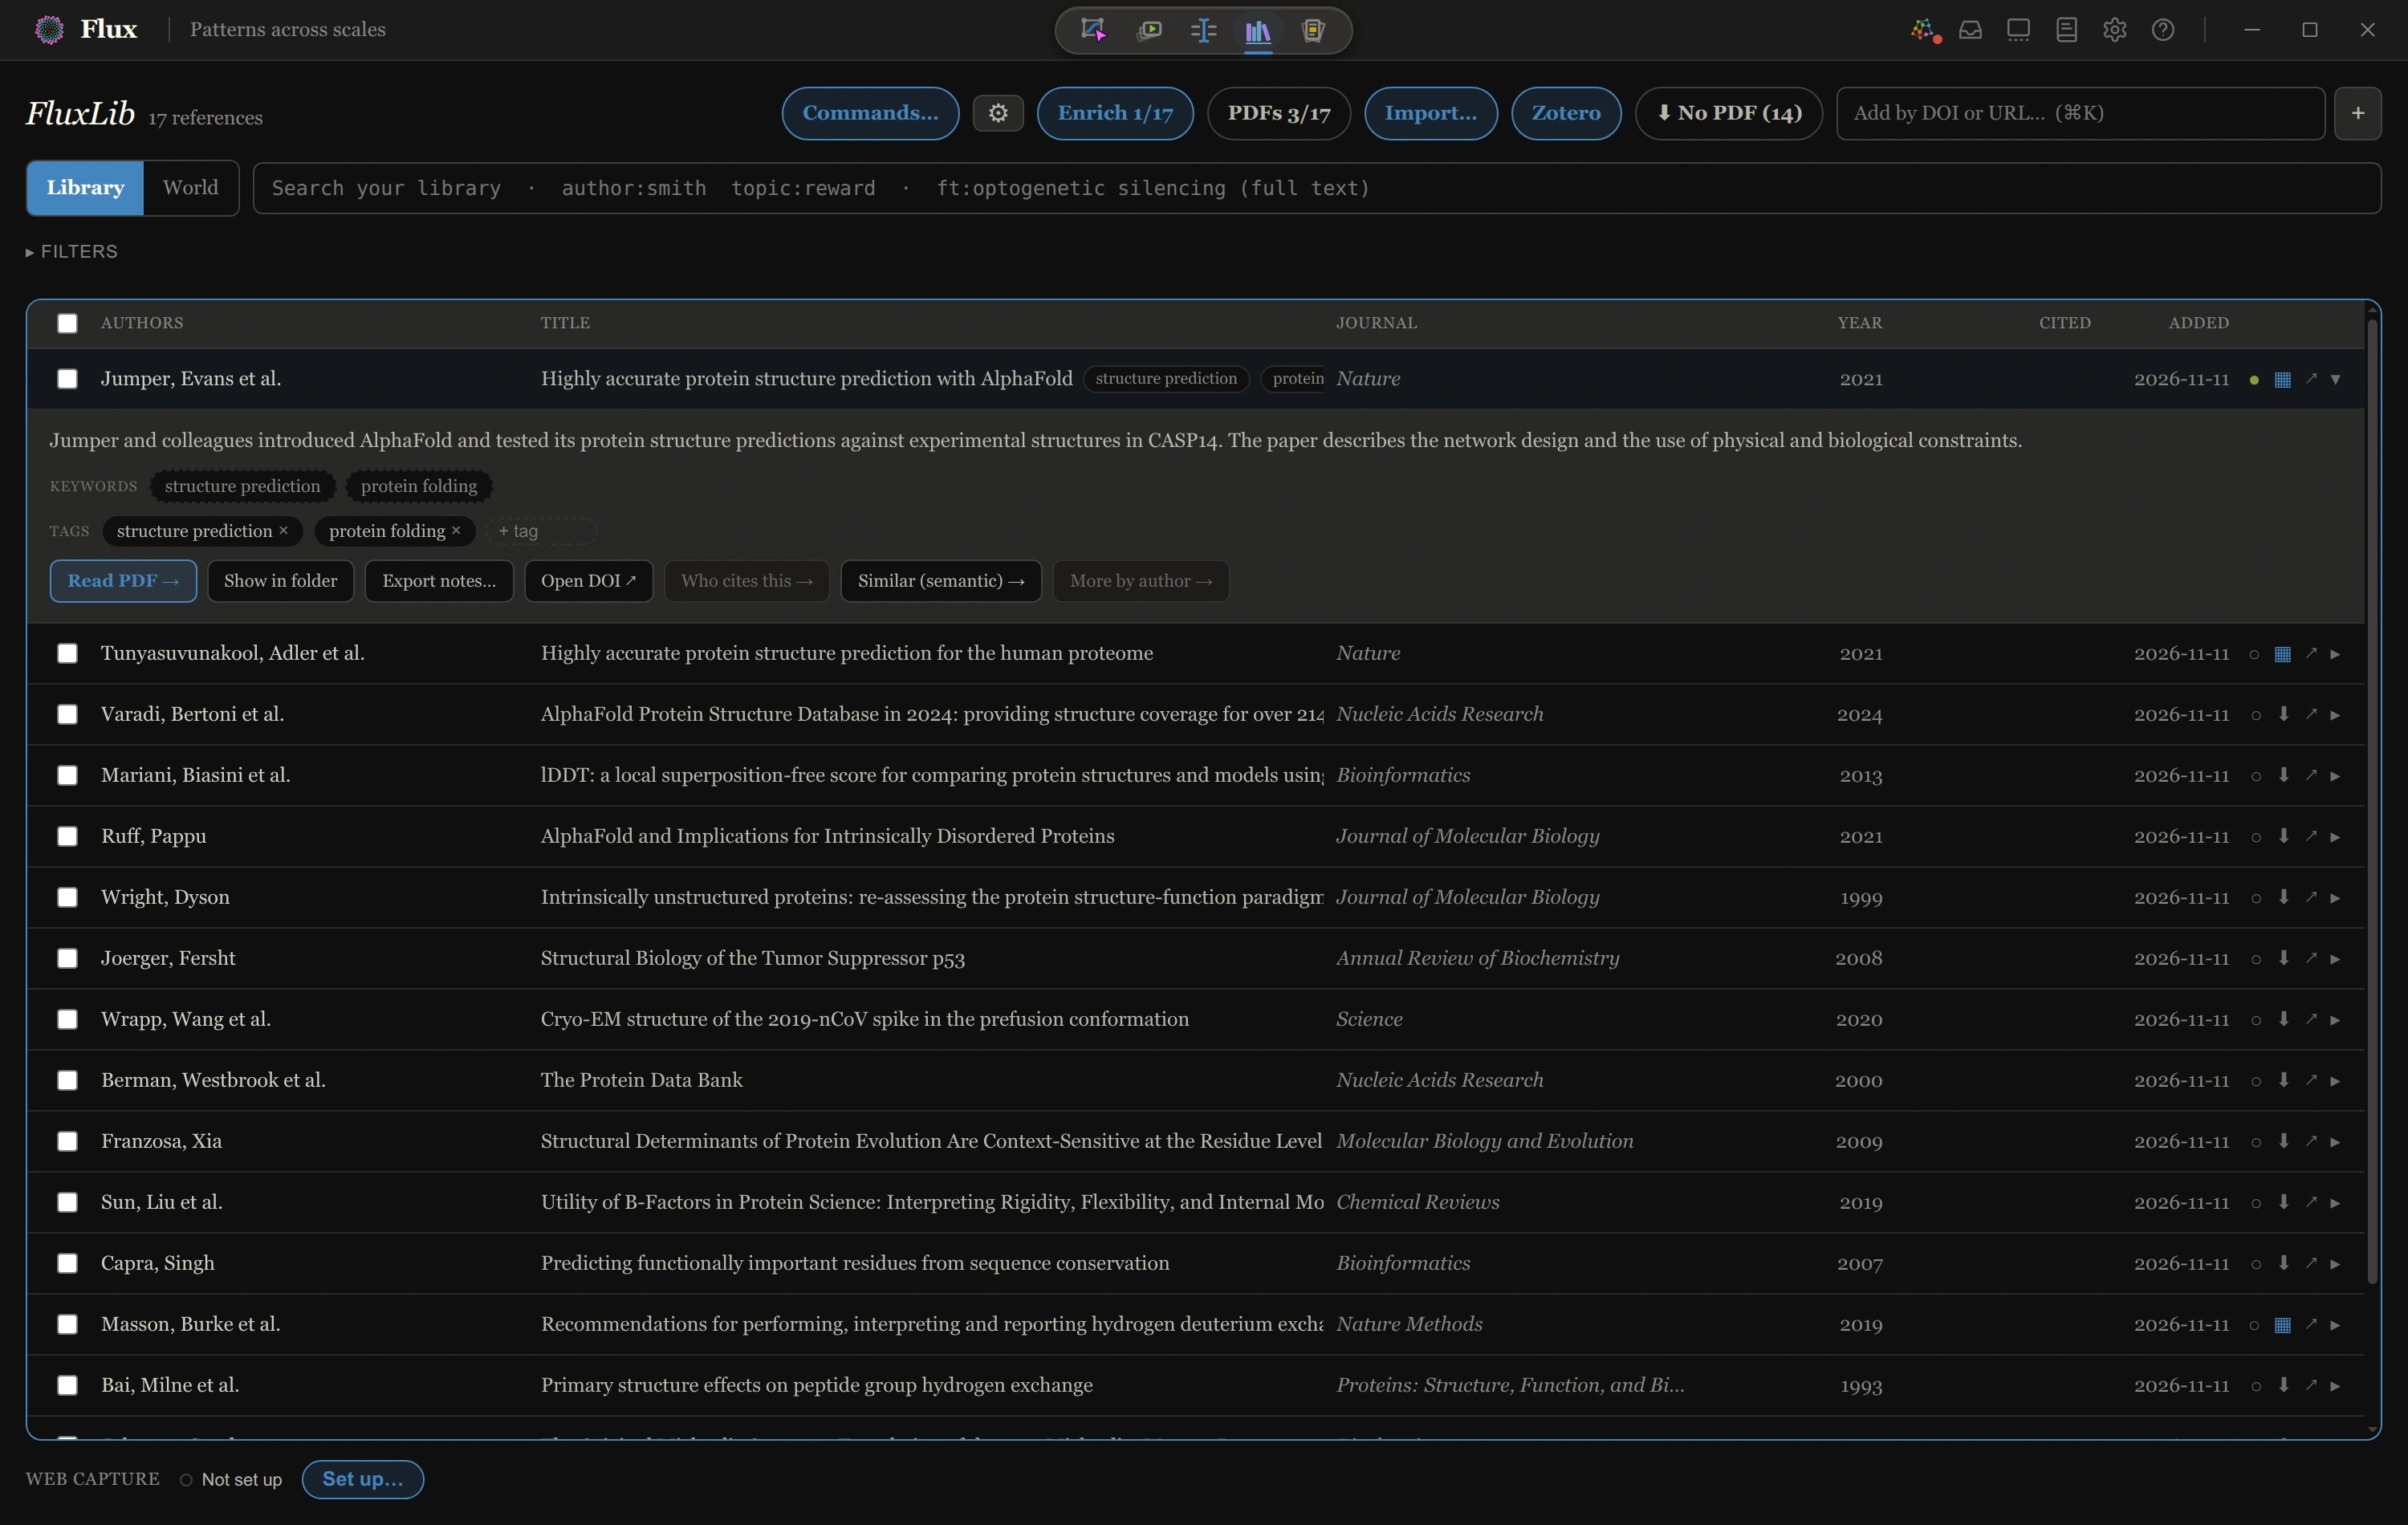 Flux | Patterns across scales
FluxLib 17 references
Commands... Enrich 1/17 PDFs 3/17 Import... Zotero ⬇ No PDF (14) Add by DOI or URL... (⌘K) +
Library World Search your library · author:smith topic:reward · ft:optogenetic silencing (full text)
▸ FILTERS
AUTHORS TITLE JOURNAL YEAR CITED ADDED
Jumper, Evans et al. Highly accurate protein structure prediction with AlphaFold structure prediction protein Nature 2021 2026-11-11
Jumper and colleagues introduced AlphaFold and tested its protein structure predictions against experimental structures in CASP14. The paper describes the network design and the use of physical and biological constraints.
KEYWORDS structure prediction protein folding
TAGS structure prediction × protein folding × + tag
Read PDF → Show in folder Export notes... Open DOI ↗ Who cites this → Similar (semantic) → More by author →
Tunyasuvunakool, Adler et al. Highly accurate protein structure prediction for the human proteome Nature 2021 2026-11-11
Varadi, Bertoni et al. AlphaFold Protein Structure Database in 2024: providing structure coverage for over 214 Nucleic Acids Research 2024 2026-11-11
Mariani, Biasini et al. lDDT: a local superposition-free score for comparing protein structures and models using Bioinformatics 2013 2026-11-11
Ruff, Pappu AlphaFold and Implications for Intrinsically Disordered Proteins Journal of Molecular Biology 2021 2026-11-11
Wright, Dyson Intrinsically unstructured proteins: re-assessing the protein structure-function paradigm Journal of Molecular Biology 1999 2026-11-11
Joerger, Fersht Structural Biology of the Tumor Suppressor p53 Annual Review of Biochemistry 2008 2026-11-11
Wrapp, Wang et al. Cryo-EM structure of the 2019-nCoV spike in the prefusion conformation Science 2020 2026-11-11
Berman, Westbrook et al. The Protein Data Bank Nucleic Acids Research 2000 2026-11-11
Franzosa, Xia Structural Determinants of Protein Evolution Are Context-Sensitive at the Residue Level Molecular Biology and Evolution 2009 2026-11-11
Sun, Liu et al. Utility of B-Factors in Protein Science: Interpreting Rigidity, Flexibility, and Internal Mo Chemical Reviews 2019 2026-11-11
Capra, Singh Predicting functionally important residues from sequence conservation Bioinformatics 2007 2026-11-11
Masson, Burke et al. Recommendations for performing, interpreting and reporting hydrogen deuterium excha Nature Methods 2019 2026-11-11
Bai, Milne et al. Primary structure effects on peptide group hydrogen exchange Proteins: Structure, Function, and Bi... 1993 2026-11-11
WEB CAPTURE Not set up Set up...